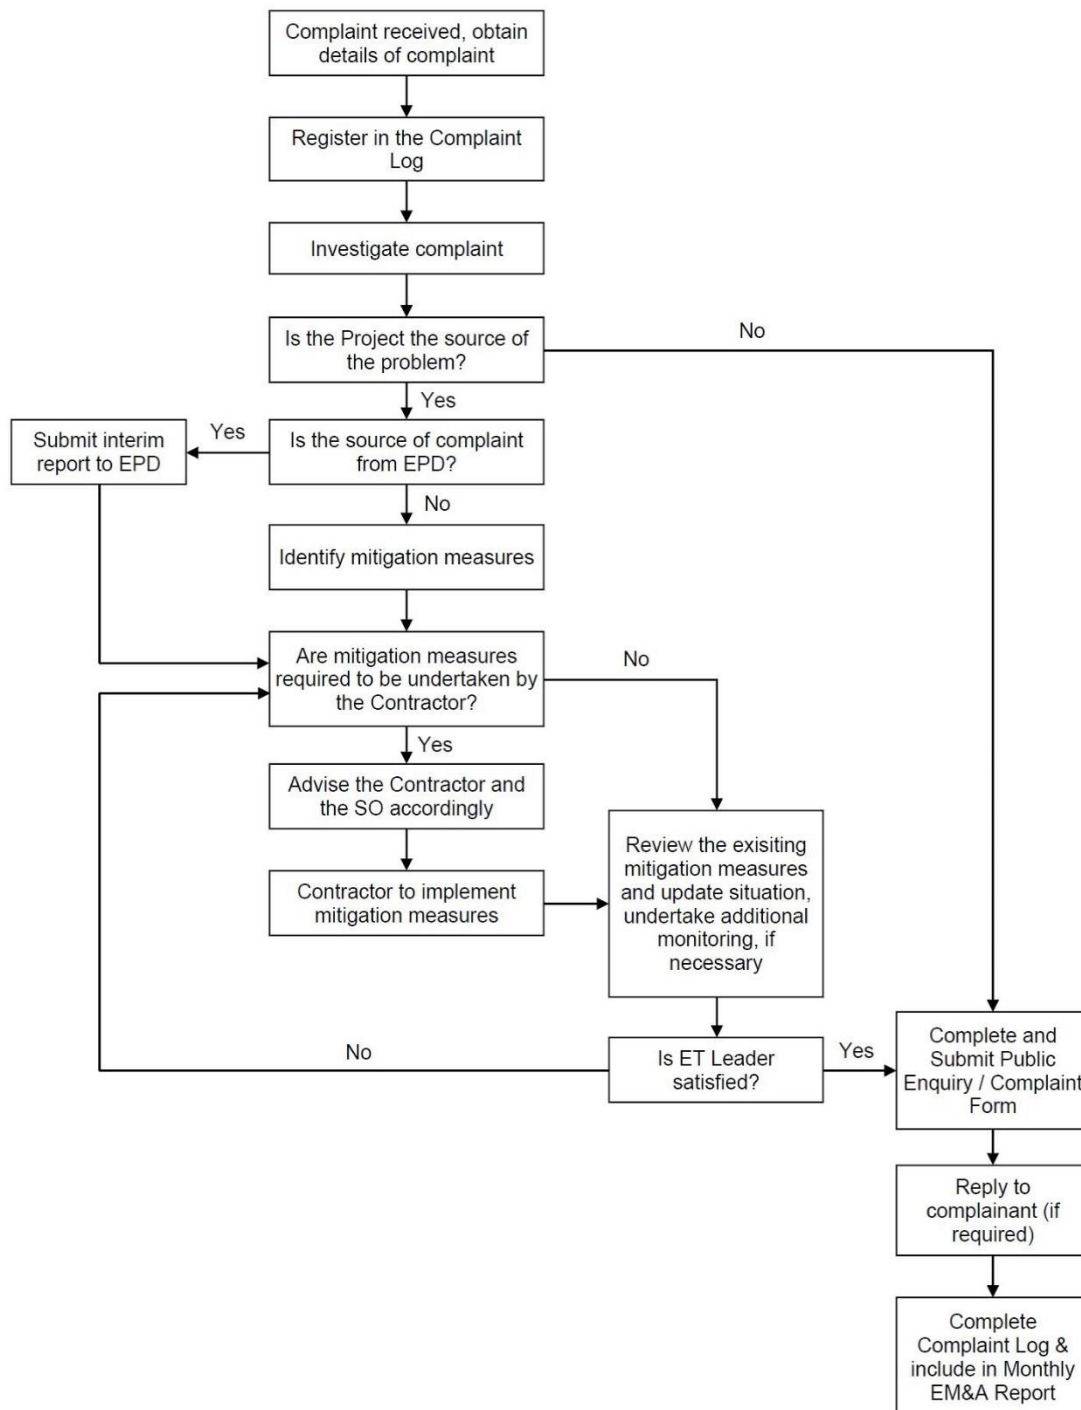 Complaint received, obtain
details of complaint
Register in the Complaint
Log
Investigate complaint
Is the Project the source of
the problem?
No
Yes
Submit interim
report to EPD
Yes
Is the source of complaint
from EPD?
No
Identify mitigation measures
Are mitigation measures
required to be undertaken by
the Contractor?
No
Yes
Advise the Contractor and
the SO accordingly
Contractor to implement
mitigation measures
Review the exisiting
mitigation measures
and update situation,
undertake additional
monitoring, if
necessary
No
Is ET Leader
satisfied?
Yes
Complete and
Submit Public
Enquiry / Complaint
Form
Reply to
complainant (if
required)
Complete
Complaint Log &
include in Monthly
EM&A Report